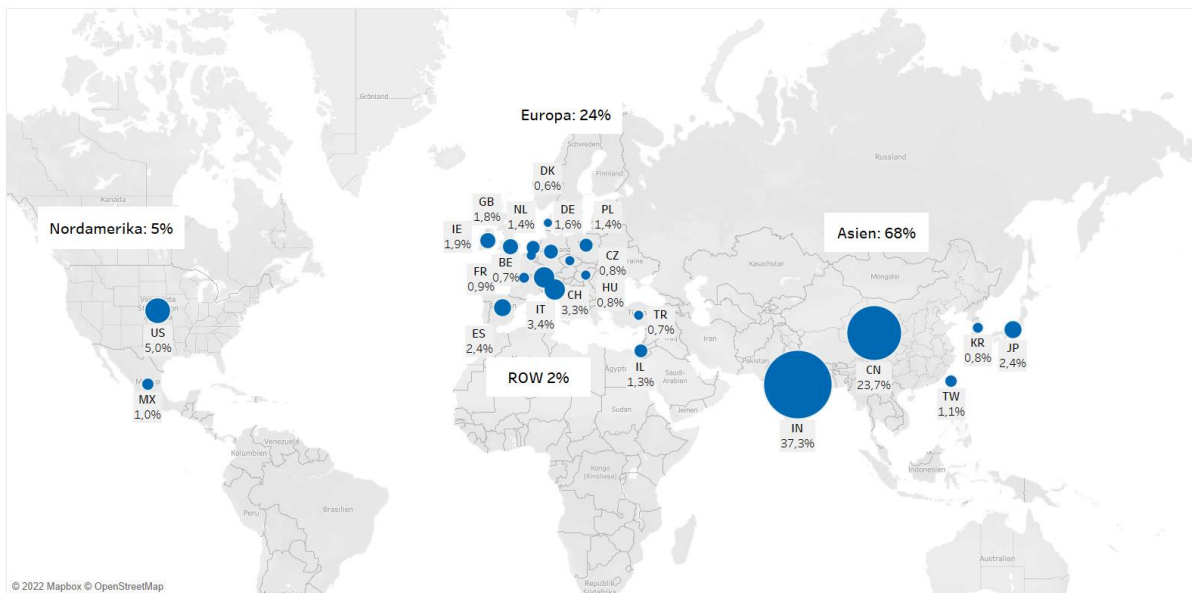 Grönland
Europa: 24%
Schweden
Finnland
Russland
Kanada
DK
0,6%
GB
1,8%
NL
1,4%
DE
1,6%
PL
1,4%
Nordamerika: 5%
IE
1,9%
Asien: 68%
BE
0,7%
FR
0,9%
CZ
0,8%
HU
0,8%
Kasachstan
Mongolei
IT
3,4%
CH
3,3%
ES
2,4%
TR
0,7%
US
5,0%
Iran
KR
0,8%
JP
2,4%
CN
23,7%
MX
1,0%
ROW 2%
IL
1,3%
Saudi-
Arabien
Pakistan
TW
1,1%
Sudan
Jemen
IN
37,3%
Venezuela
Kolumbien
Kongo
(Kinshasa)
Indonesien
Peru
Brasilien
Australien
Republik
Südafrika
© 2022 Mapbox © OpenStreetMap